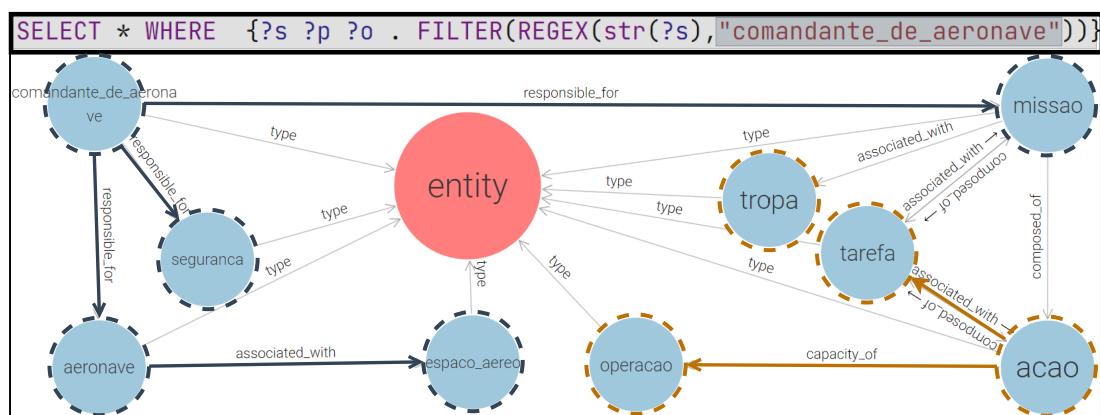 SELECT * WHERE {?s ?p ?o . FILTER(REGEX(str(?s),"comandante_de_aeronave"))}
comandante_de_aerona
ve
responsible_for
missao
type
type
associated_with
responsible_for
entity
type
tropa
associated_with →
composed_of →
responsible_for
type
type
composed_of
seguranca
tarefa
type
type
type
type
associated_with →
composed_of →
associated_with
capacity_of
aeronave
espaco_aereo
operacao
acao